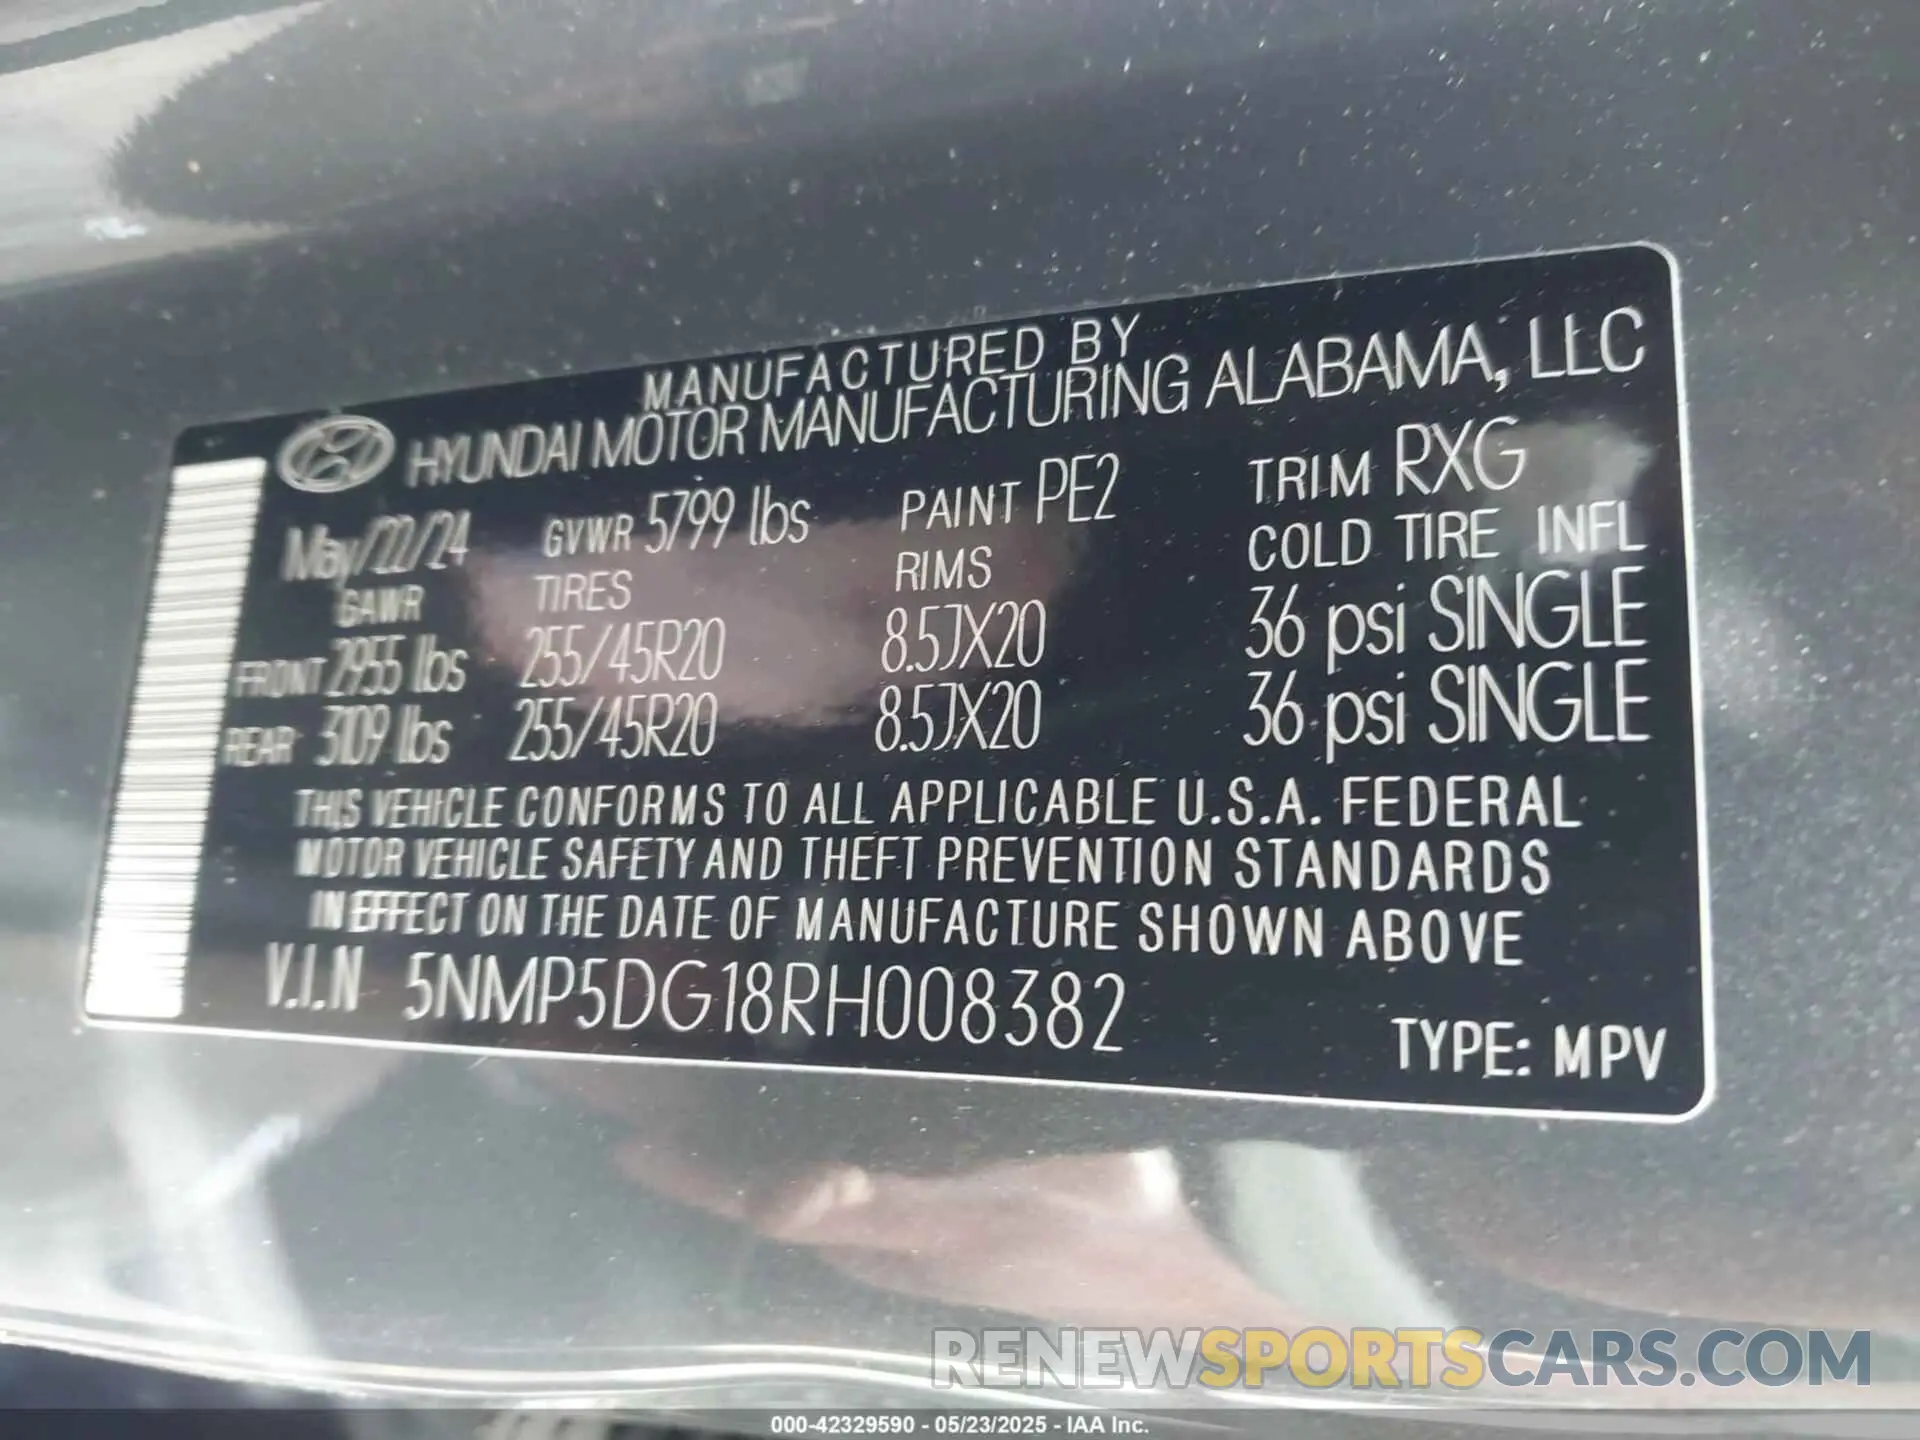 MANUFACTURED BY
HYUNDAI MOTOR MANUFACTURING ALABAMA, LLC
May/22/24 GVWR 5799 lbs PAINT PE2 TRIM RXG
GAWR TIRES RIMS COLD TIRE INFL
FRONT 2955 lbs 255/45R20 8.5JX20 36 psi SINGLE
REAR 3109 lbs 255/45R20 8.5JX20 36 psi SINGLE
THIS VEHICLE CONFORMS TO ALL APPLICABLE U.S.A. FEDERAL
MOTOR VEHICLE SAFETY AND THEFT PREVENTION STANDARDS
IN EFFECT ON THE DATE OF MANUFACTURE SHOWN ABOVE
V.I.N 5NMP5DG18RH008382
TYPE: MPV
RENEWSPORTSCARS.COM
000-42329590 - 05/23/2025 - IAA Inc.